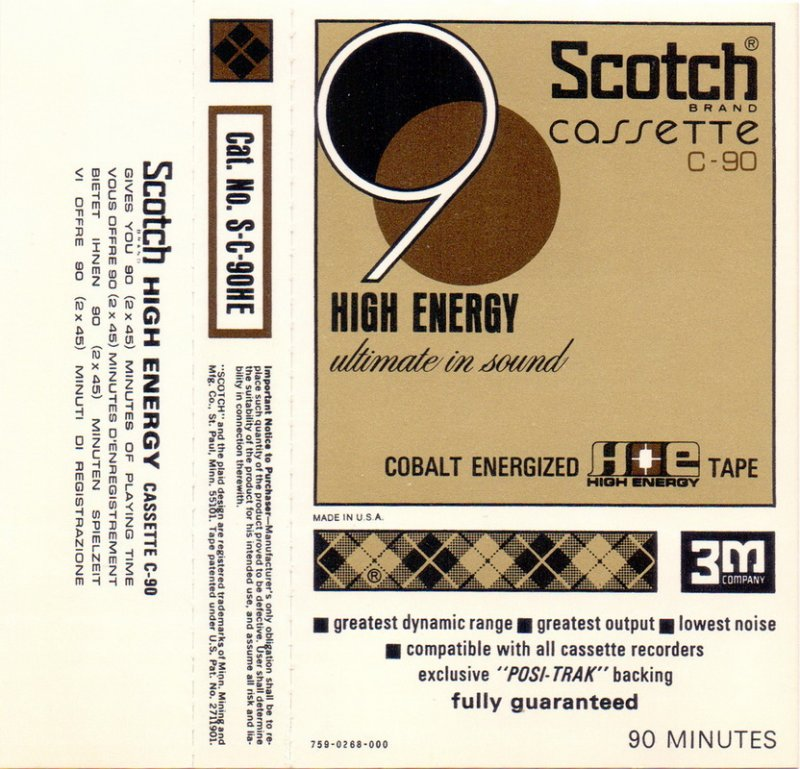 Scotch®
BRAND
cassette
C-90
9
HIGH ENERGY
ultimate in sound
COBALT ENERGIZED HE TAPE
HIGH ENERGY
MADE IN U.S.A.
®
3M
COMPANY
■ greatest dynamic range ■ greatest output ■ lowest noise
■ compatible with all cassette recorders
exclusive "POSI-TRAK" backing
fully guaranteed
759-0268-000
90 MINUTES
Cat. No. S-C-90HE
Important Notice to Purchaser—Manufacturer's only obligation shall be to re-
place such quantity of the product proved to be defective. User shall determine
the suitability of the product for his intended use, and assume all risk and lia-
bility in connection therewith.
"SCOTCH" and the plaid design are registered trademarks of Minn. Mining and
Mfg. Co., St. Paul, Minn. 55101. Tape patented under U.S. Pat. No. 2711901.
Scotch HIGH ENERGY CASSETTE C-90
BRAND
GIVES YOU 90 (2 x 45) MINUTES OF PLAYING TIME
VOUS OFFRE 90 (2 x 45) MINUTES D'ENREGISTREMENT
BIETET IHNEN 90 (2 x 45) MINUTEN SPIELZEIT
VI OFFRE 90 (2 x 45) MINUTI DI REGISTRAZIONE